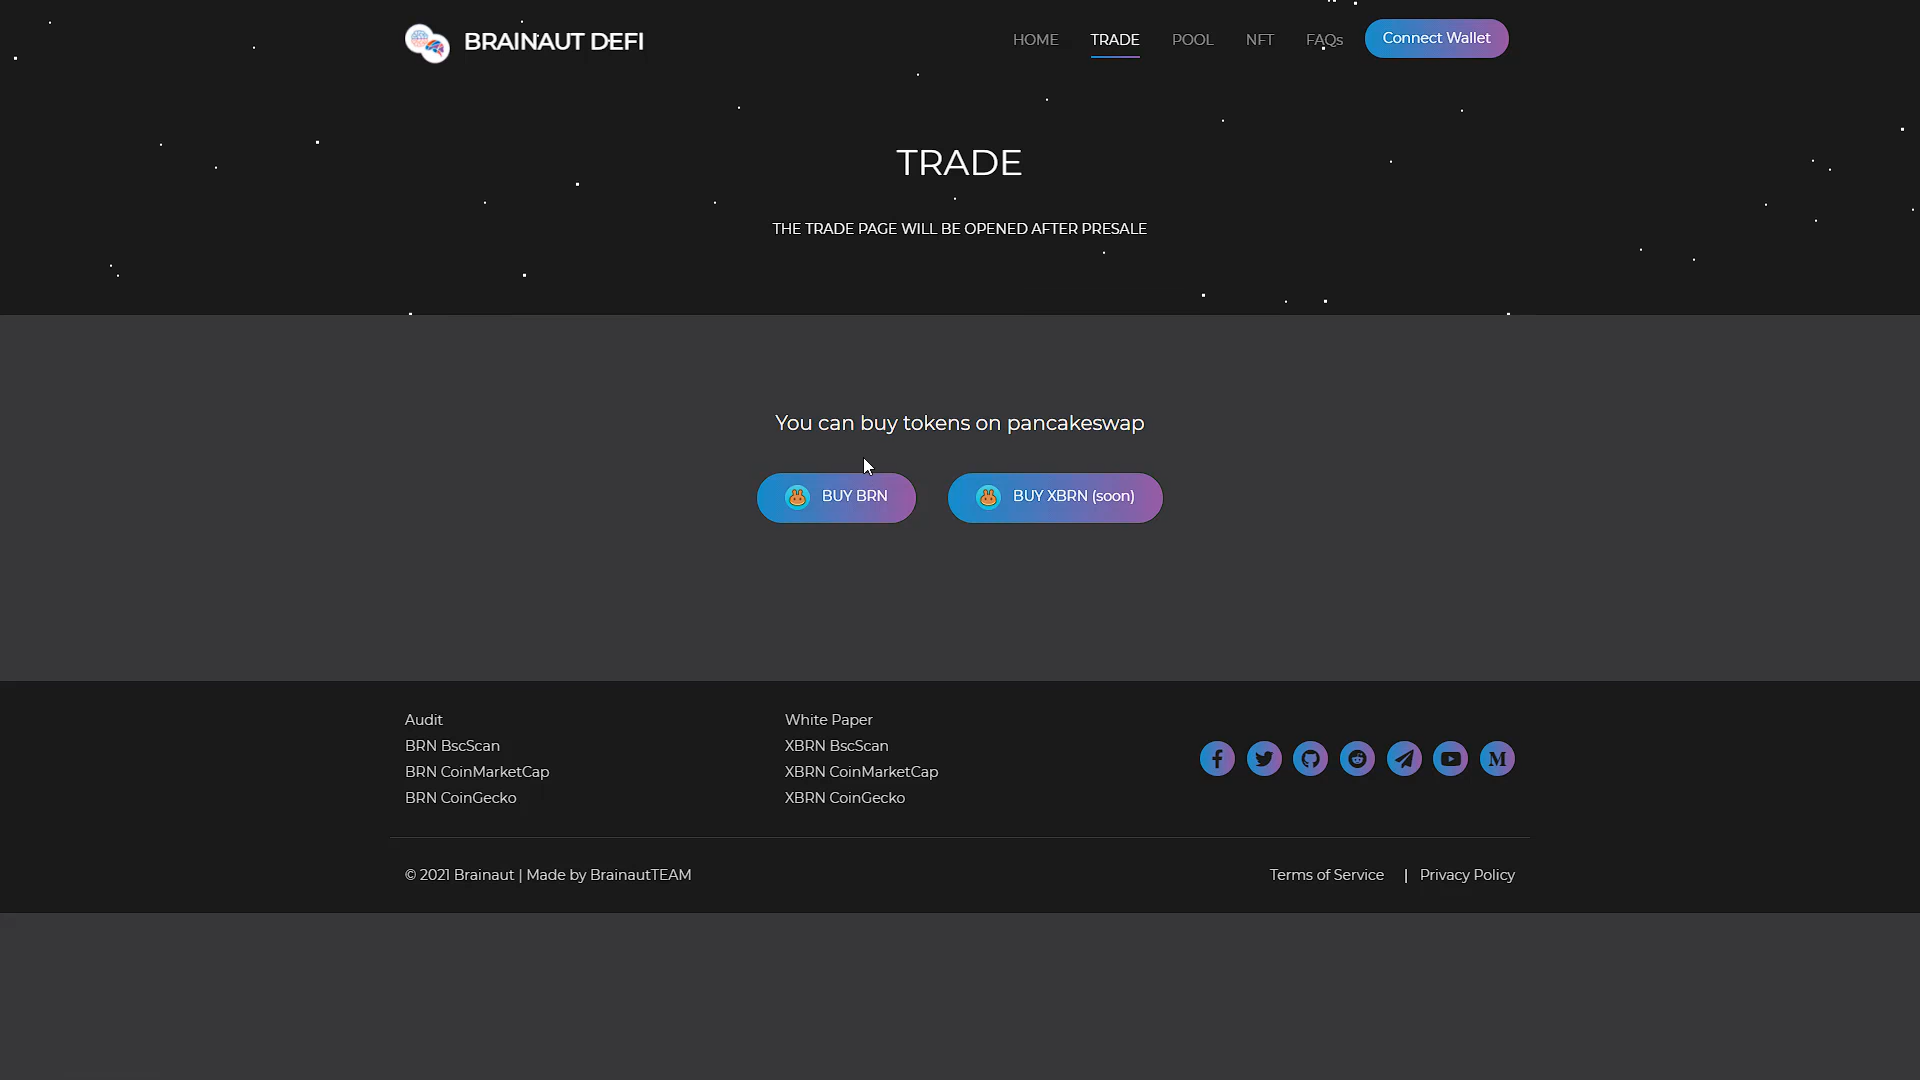 BRAINAUT DEFI
HOME TRADE POOL NFT FAQs Connect Wallet
TRADE
THE TRADE PAGE WILL BE OPENED AFTER PRESALE
You can buy tokens on pancakeswap
BUY BRN BUY XBRN (soon)
Audit White Paper
BRN BscScan XBRN BscScan
BRN CoinMarketCap XBRN CoinMarketCap
BRN CoinGecko XBRN CoinGecko
© 2021 Brainaut | Made by BrainautTEAM Terms of Service | Privacy Policy